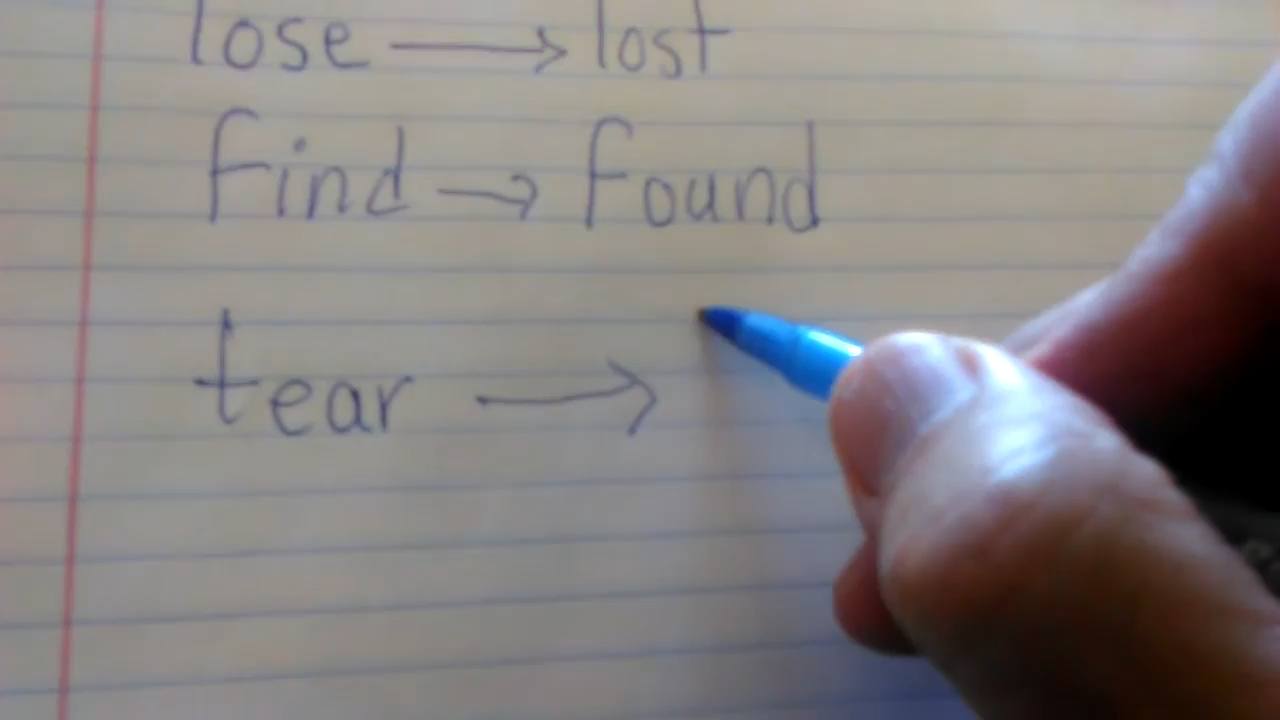 lose → lost
find → found
tear →